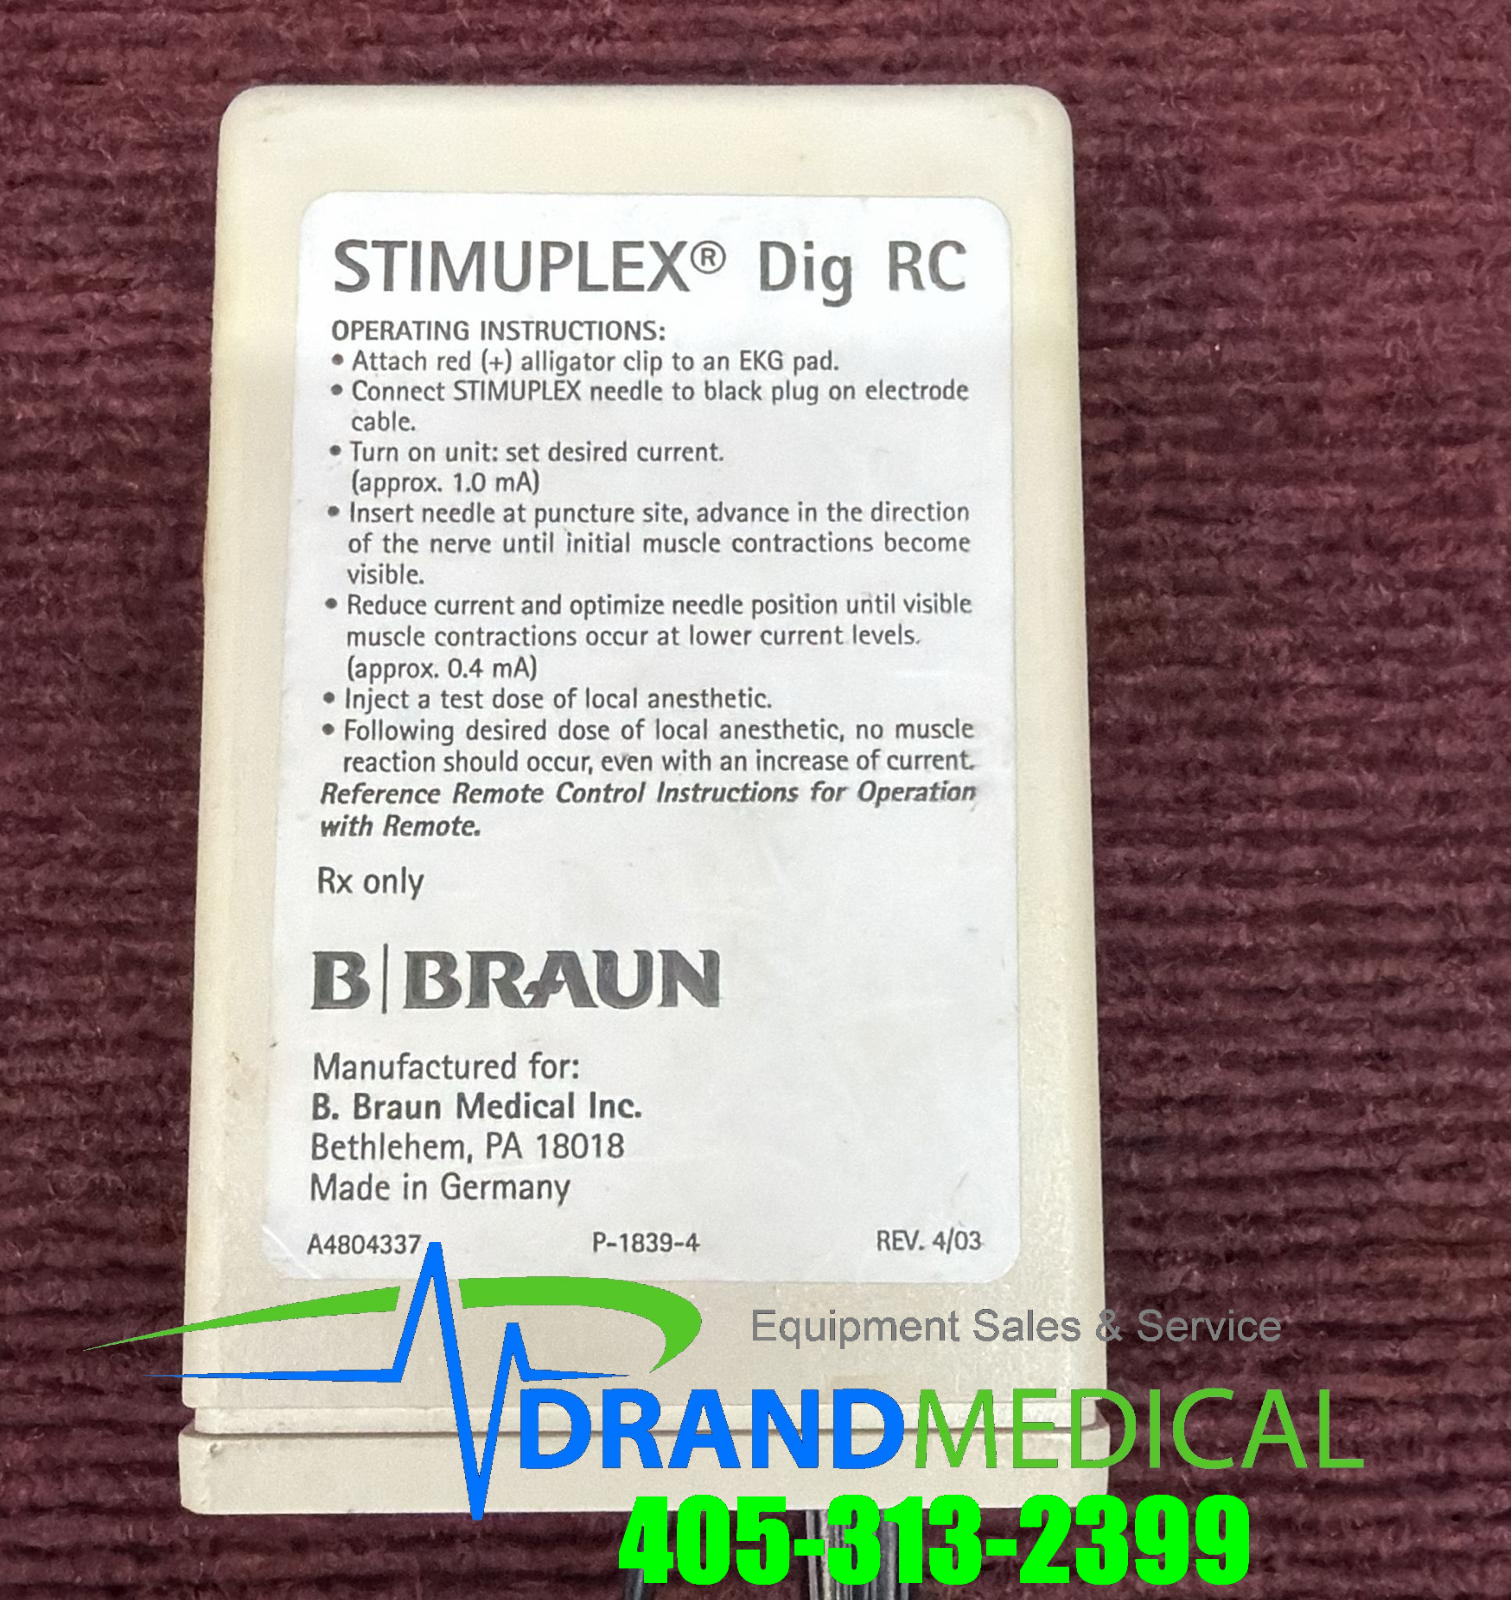 STIMUPLEX® Dig RC
OPERATING INSTRUCTIONS:
• Attach red (+) alligator clip to an EKG pad.
• Connect STIMUPLEX needle to black plug on electrode
cable.
• Turn on unit: set desired current.
(approx. 1.0 mA)
• Insert needle at puncture site, advance in the direction
of the nerve until initial muscle contractions become
visible.
• Reduce current and optimize needle position until visible
muscle contractions occur at lower current levels.
(approx. 0.4 mA)
• Inject a test dose of local anesthetic.
• Following desired dose of local anesthetic, no muscle
reaction should occur, even with an increase of current.
Reference Remote Control Instructions for Operation
with Remote.
Rx only
B|BRAUN
Manufactured for:
B. Braun Medical Inc.
Bethlehem, PA 18018
Made in Germany
A4804337 P-1839-4 REV. 4/03
Equipment Sales & Service
DRANDMEDICAL
405-313-2399